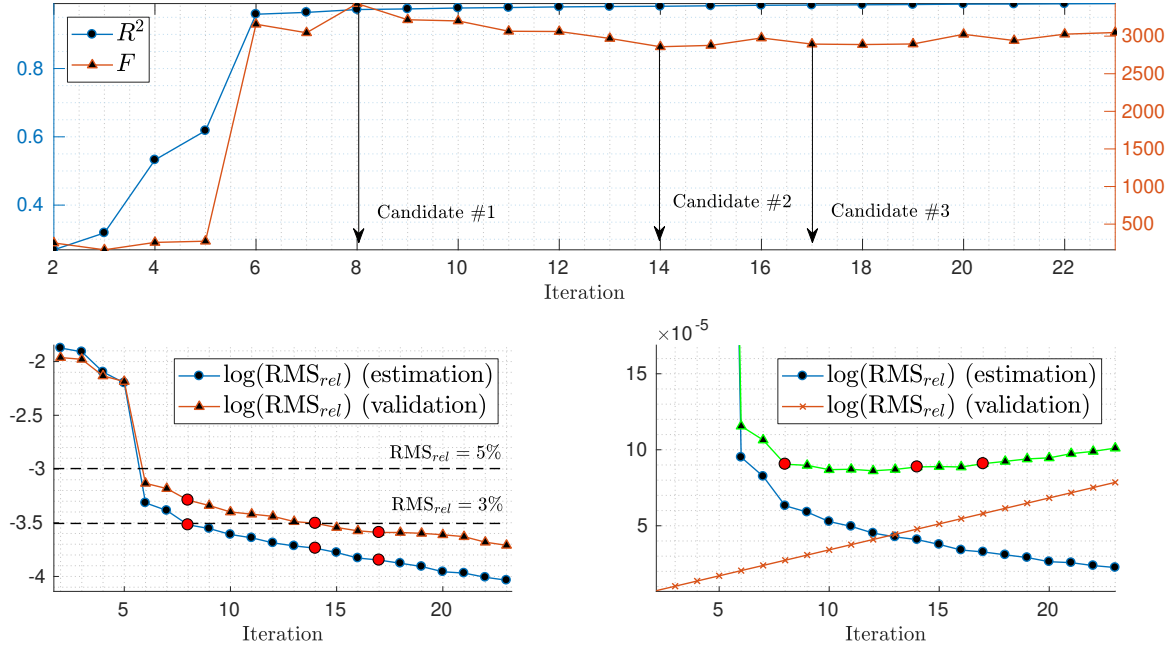 R²
F
0.8
0.6
0.4
3000
2500
2000
1500
1000
500
Candidate #1
Candidate #2
Candidate #3
2 4 6 8 10 12 14 16 18 20 22
Iteration
-2
-2.5
-3
-3.5
-4
log(RMS_rel) (estimation)
log(RMS_rel) (validation)
RMS_rel = 5%
RMS_rel = 3%
5 10 15 20
Iteration
×10⁻⁵
15
10
5
log(RMS_rel) (estimation)
log(RMS_rel) (validation)
5 10 15 20
Iteration